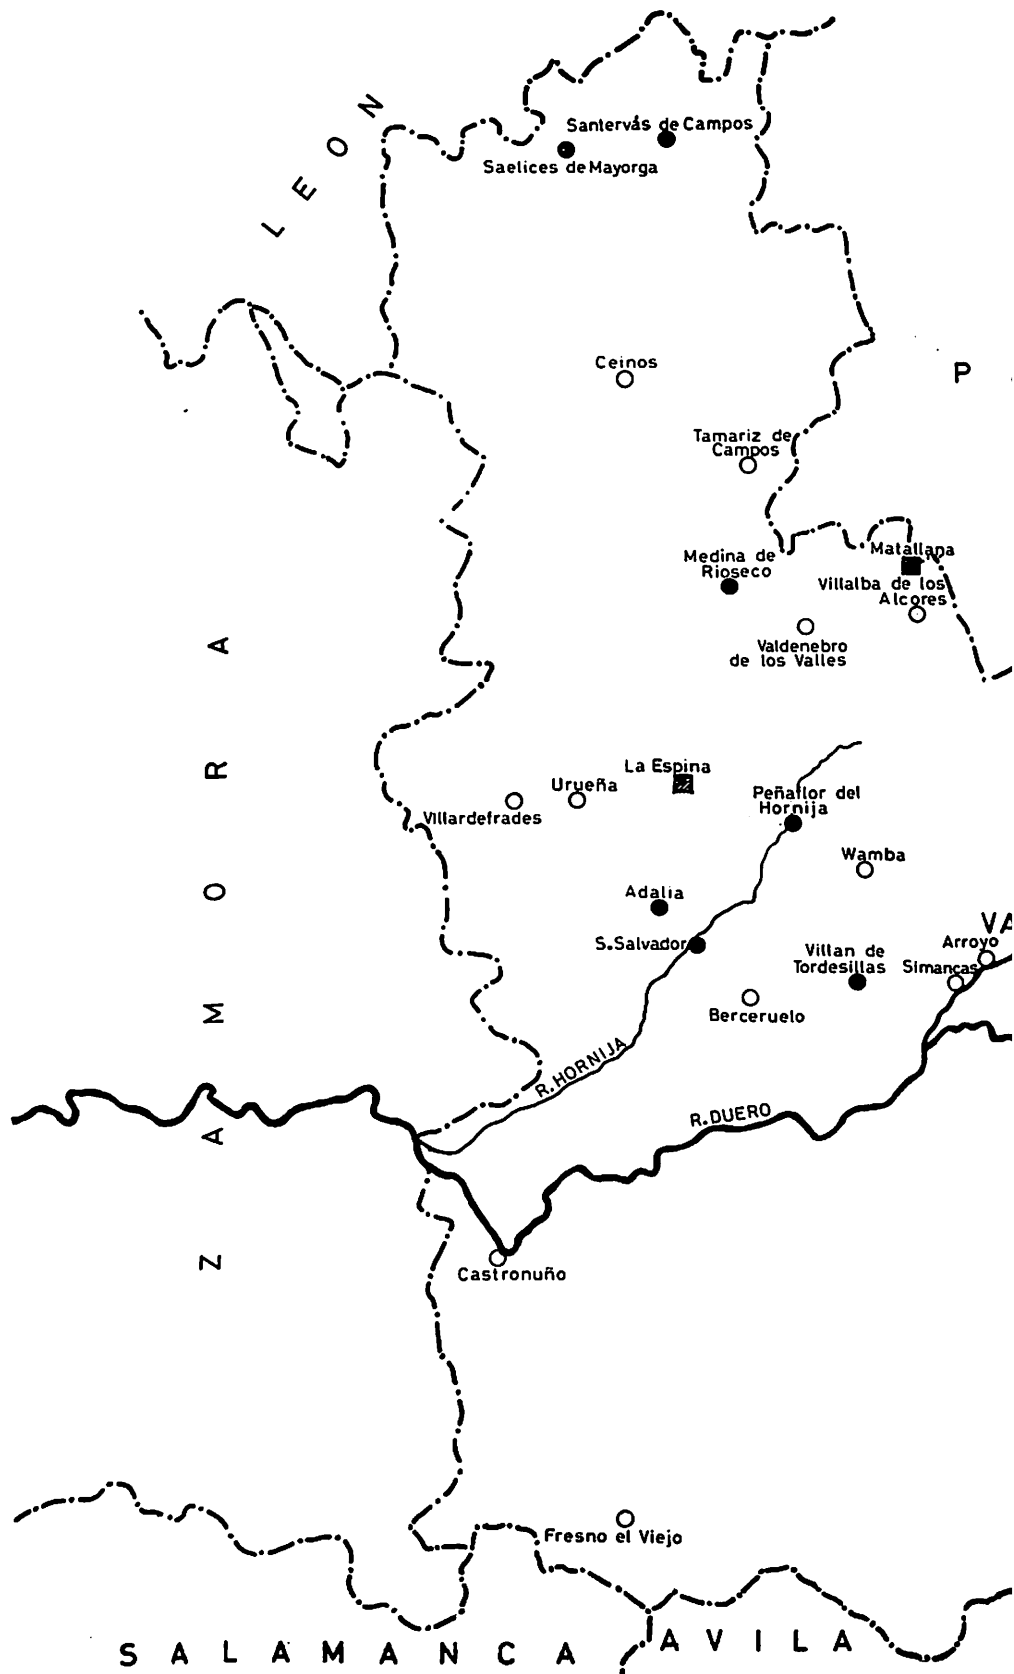 LEON
Santervás de Campos
Saelices de Mayorga
Ceinos
P
Tamariz de
Campos
Medina de
Rioseco
Matallana
Villalba de los
Alcores
Valdenebro
de los Valles
ZAMORA
La Espina
Urueña
Villardefrades
Peñaflor del
Hornija
Wamba
Adalia
S.Salvador
VA
Arroyo
Villan de
Tordesillas
Simancas
Berceruelo
R.HORNIJA
R.DUERO
Castronuño
Fresno el Viejo
SALAMANCA
AVILA